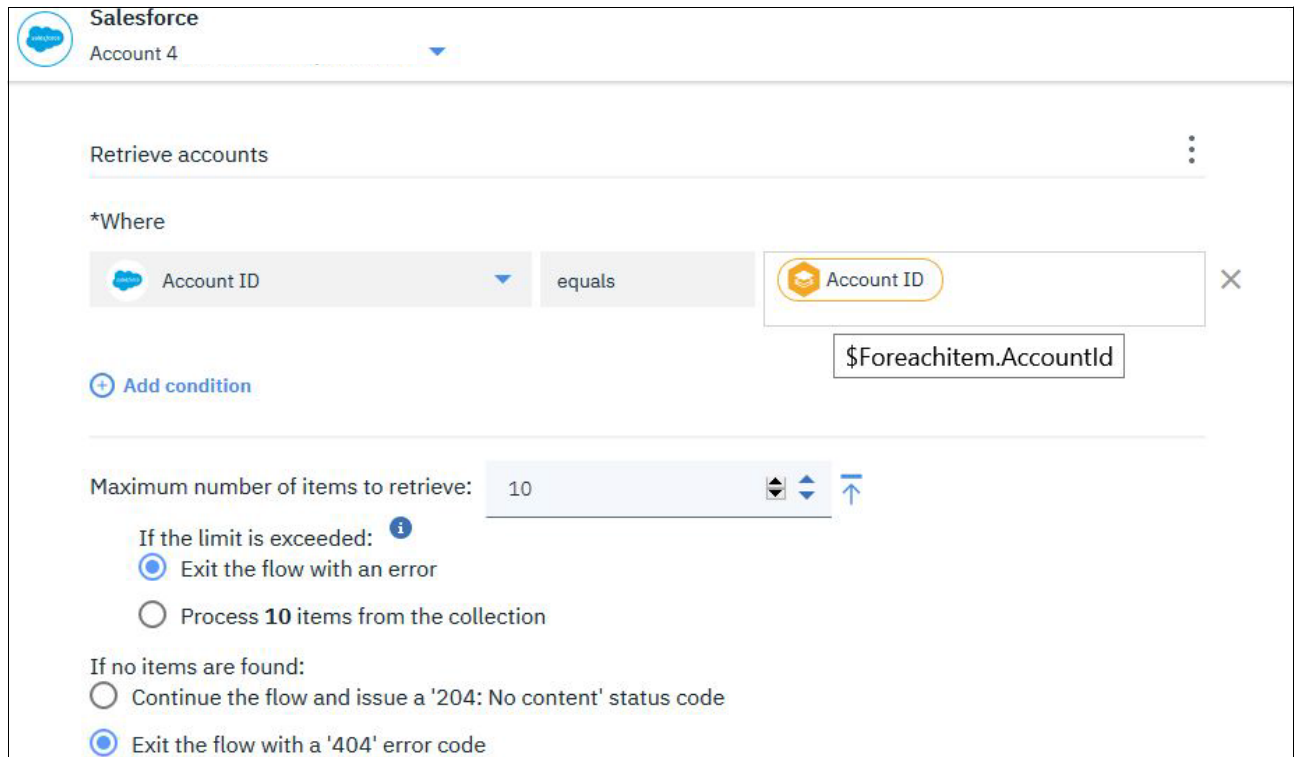 Salesforce
Account 4
Retrieve accounts
*Where
Account ID
equals
Account ID
$Foreachitem.AccountId
Add condition
Maximum number of items to retrieve: 10
If the limit is exceeded:
Exit the flow with an error
Process 10 items from the collection
If no items are found:
Continue the flow and issue a '204: No content' status code
Exit the flow with a '404' error code